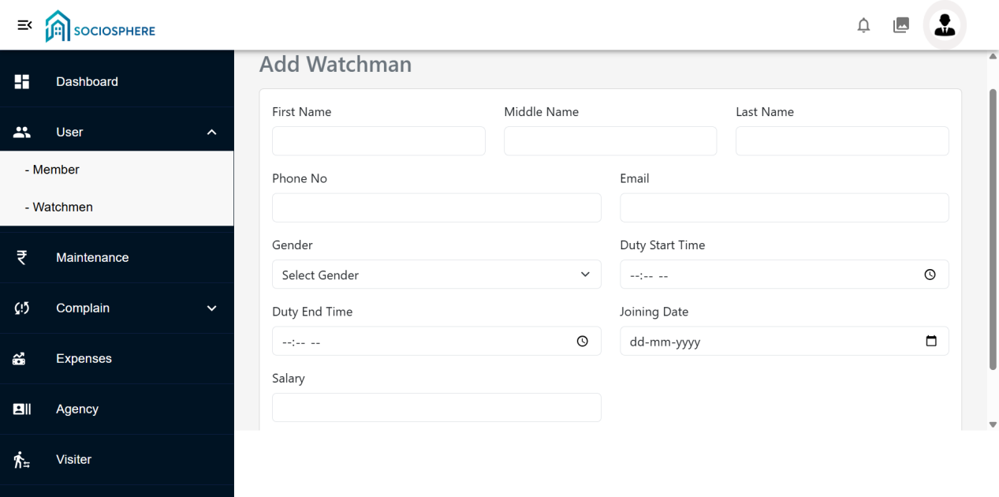 SOCIOSPHERE
Dashboard
User
- Member
- Watchmen
Maintenance
Complain
Expenses
Agency
Visiter
Add Watchman
First Name
Middle Name
Last Name
Phone No
Email
Gender
Duty Start Time
Select Gender
--:-- --
Duty End Time
Joining Date
--:-- --
dd-mm-yyyy
Salary